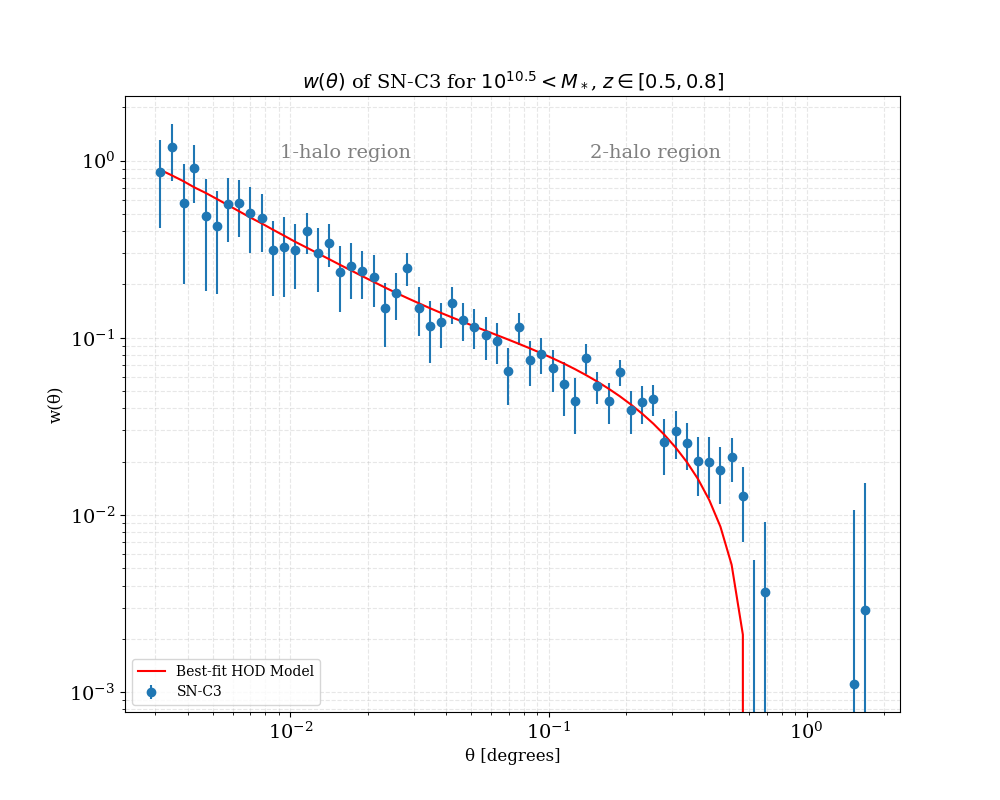 w(θ) of SN-C3 for 10^{10.5} < M_*, z ∈ [0.5, 0.8]
1-halo region
2-halo region
10^0
10^{-1}
10^{-2}
10^{-3}
w(θ)
Best-fit HOD Model
SN-C3
10^{-2}
10^{-1}
10^0
θ [degrees]